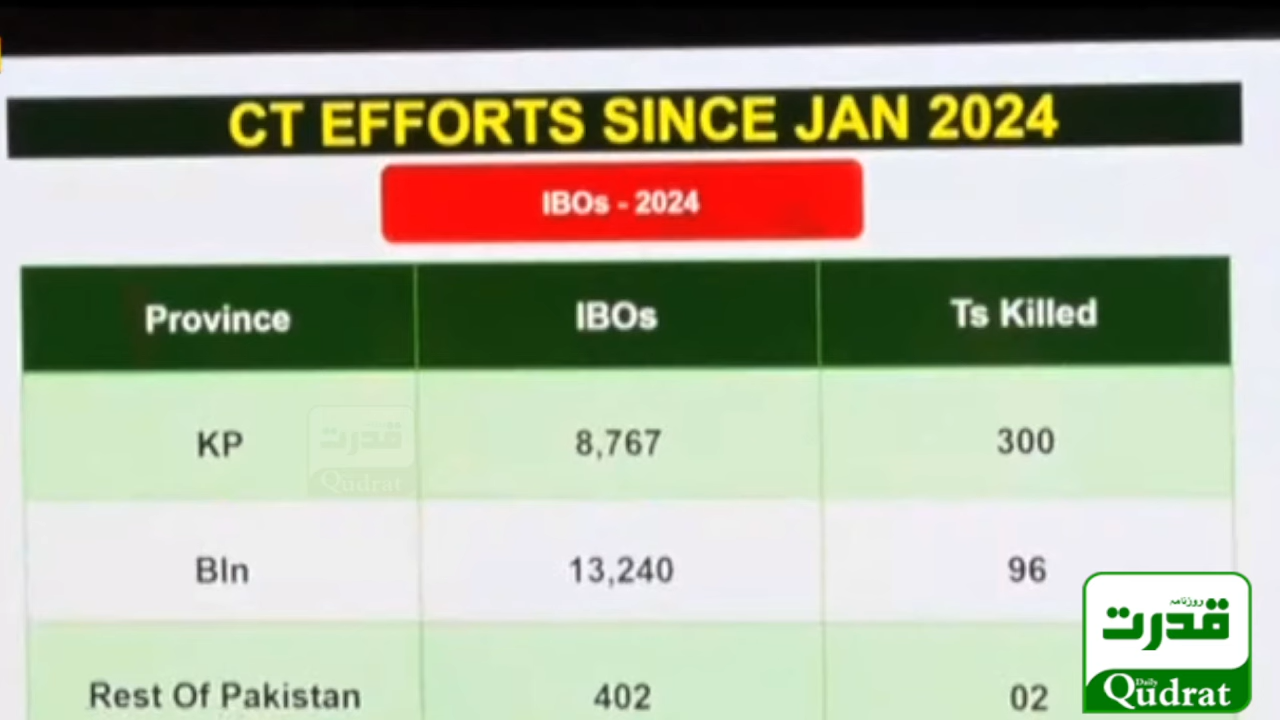 CT EFFORTS SINCE JAN 2024
IBOs - 2024
Province IBOs Ts Killed
KP 8,767 300
قدرت
Qudrat
Bln 13,240 96
Rest Of Pakistan 402 02
روزنامہ
قدرت
Daily
Qudrat